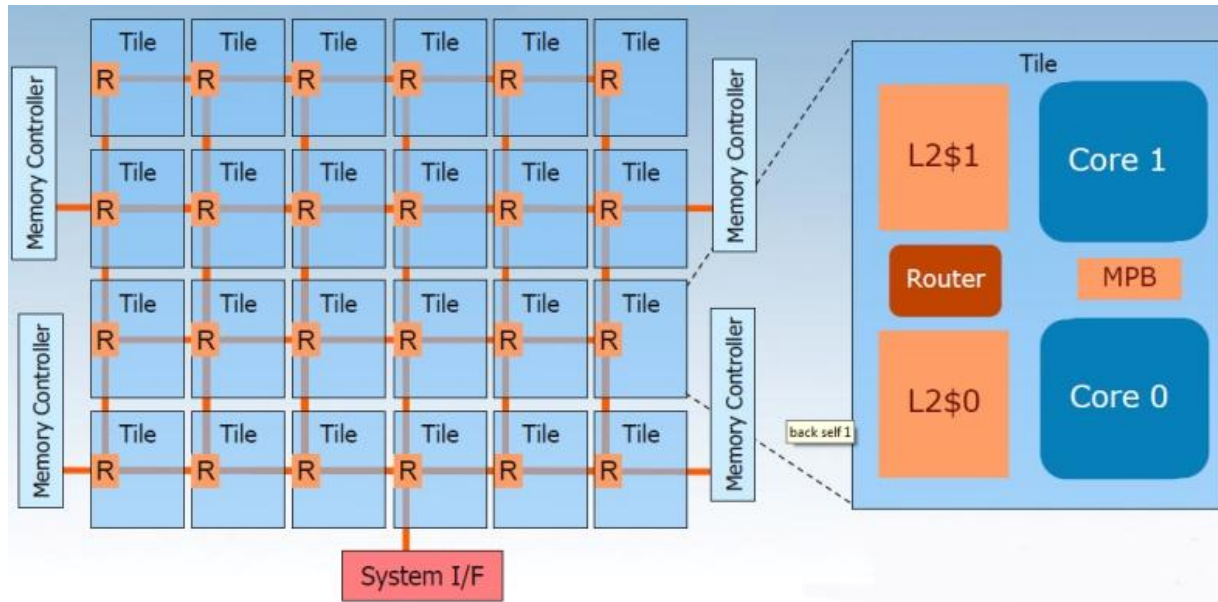 Tile Tile Tile Tile Tile Tile
R R R R R R
Memory Controller
Memory Controller
Tile Tile Tile Tile Tile Tile
R R R R R R
Tile Tile Tile Tile Tile Tile
R R R R R R
Memory Controller
Memory Controller
Tile Tile Tile Tile Tile Tile
R R R R R R
System I/F
Tile
L2$1
Core 1
Router
MPB
L2$0
Core 0
back self 1